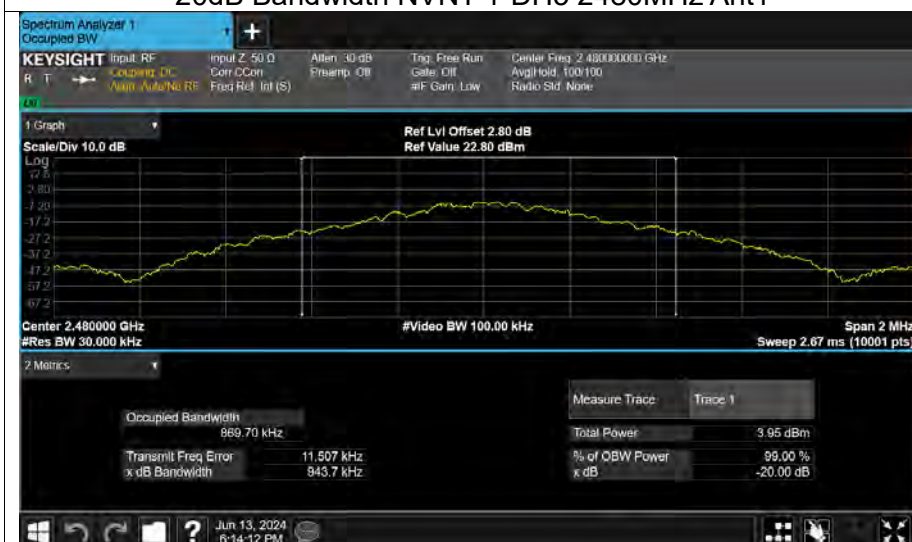 20dB Bandwidth NVNT 1-DH5 2480MHz Ant1
Spectrum Analyzer 1
Occupied BW
KEYSIGHT Input: RF Input Z: 50 Ω Atten: 30 dB Trig: Free Run Center Freq: 2.480000000 GHz
R T Coupling: DC Corr CCorr Preamp: Off Gate: Off Avg|Hold: 100/100
Align: Auto/No RF Freq Ref: Int (S) #IF Gain: Low Radio Std: None
1 Graph
Scale/Div 10.0 dB
Ref Lvl Offset 2.80 dB
Ref Value 22.80 dBm
Log
12.8
2.80
-7.20
-17.2
-27.2
-37.2
-47.2
-57.2
-67.2
Center 2.480000 GHz #Video BW 100.00 kHz Span 2 MHz
#Res BW 30.000 kHz Sweep 2.67 ms (10001 pts)
2 Metrics
Measure Trace Trace 1
Occupied Bandwidth
869.70 kHz Total Power 3.95 dBm
Transmit Freq Error 11.507 kHz % of OBW Power 99.00 %
x dB Bandwidth 943.7 kHz x dB -20.00 dB
Jun 13, 2024
6:14:12 PM